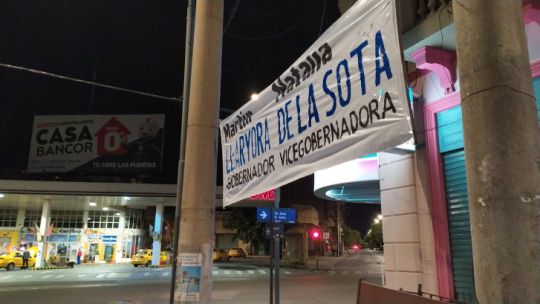 CASA
BANCOR
TE ABRE LAS PUERTAS
Martín
LLARYORA
GOBERNADOR
Natalia
DE LA SOTA
VICEGOBERNADORA